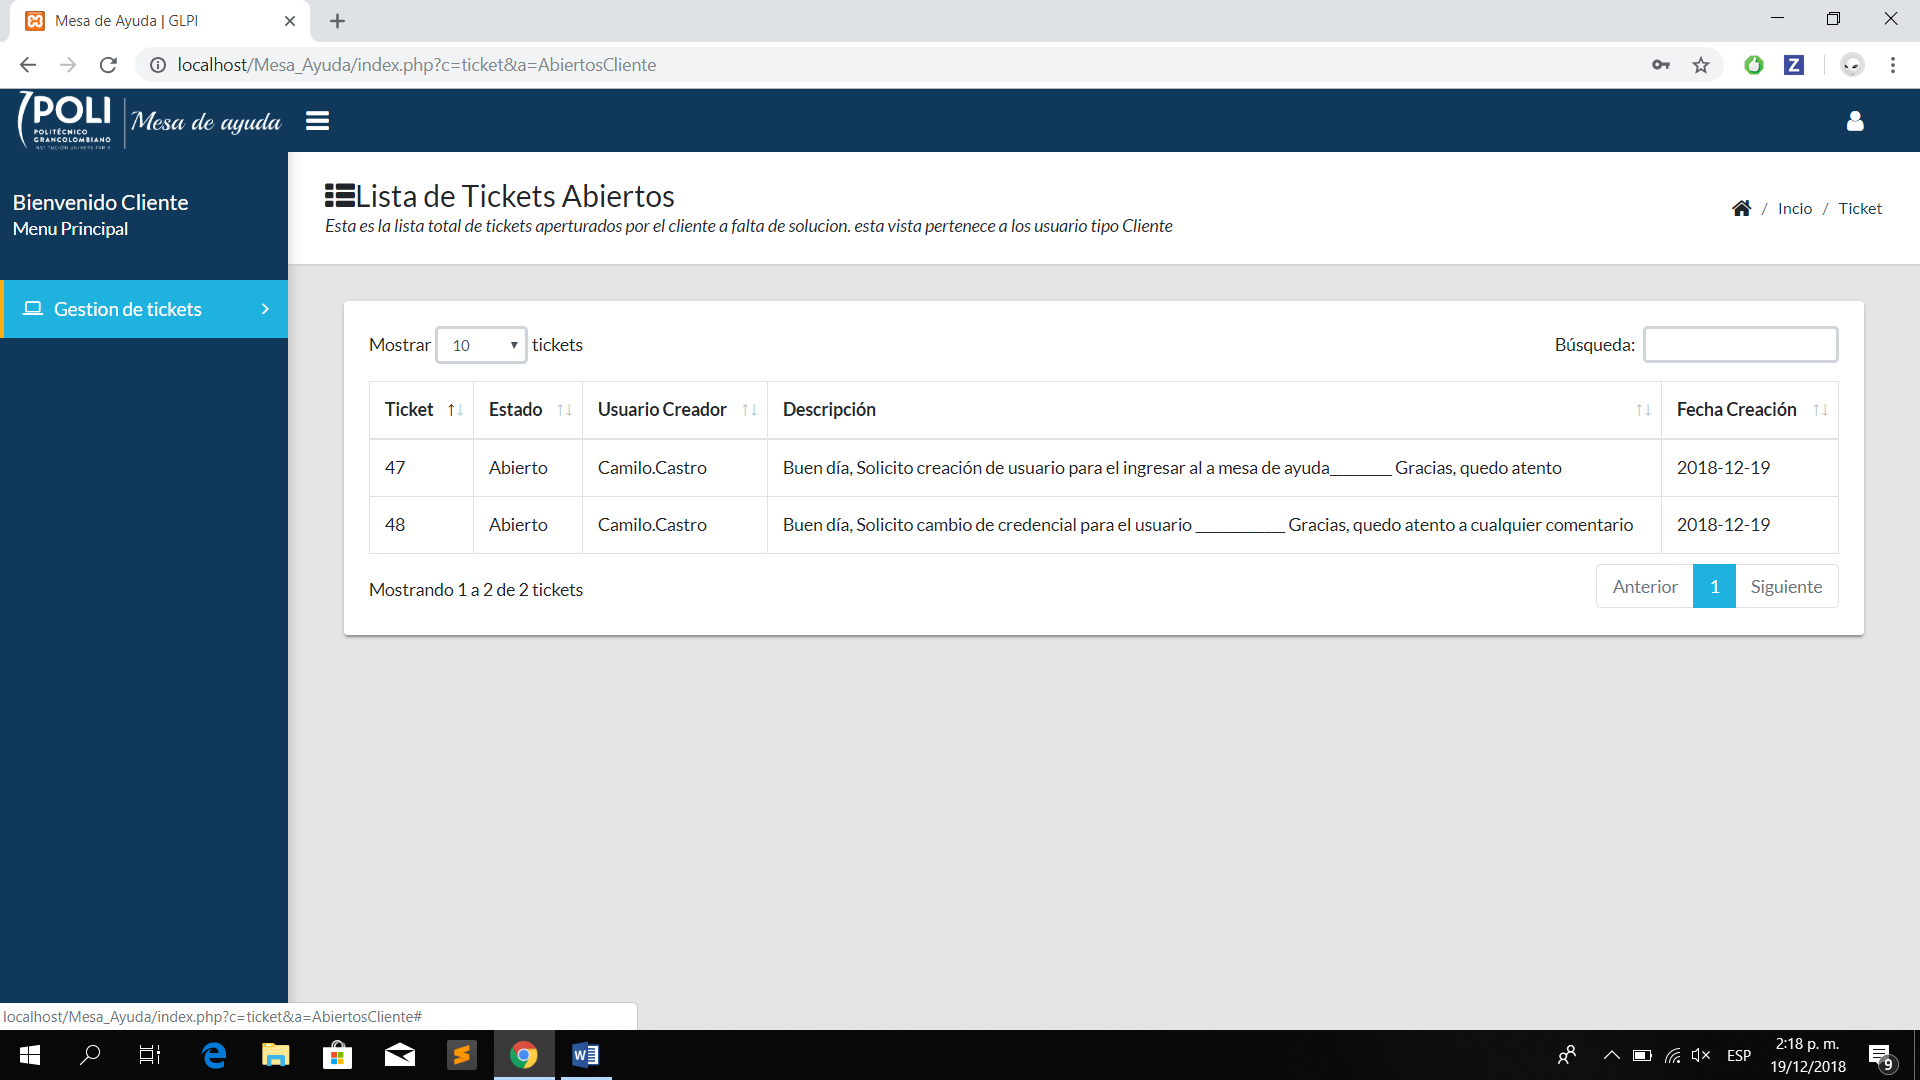 Mesa de Ayuda | GLPI
localhost/Mesa_Ayuda/index.php?c=ticket&a=AbiertosCliente
POLI
POLITÉCNICO
GRANCOLOMBIANO
Mesa de ayuda
Bienvenido Cliente
Menu Principal
Gestion de tickets
Lista de Tickets Abiertos
Esta es la lista total de tickets aperturados por el cliente a falta de solucion. esta vista pertenece a los usuario tipo Cliente
/ Incio / Ticket
Mostrar 10 tickets
Búsqueda:
Ticket Estado Usuario Creador Descripción Fecha Creación
47 Abierto Camilo.Castro Buen día, Solicito creación de usuario para el ingresar al a mesa de ayuda_________ Gracias, quedo atento 2018-12-19
48 Abierto Camilo.Castro Buen día, Solicito cambio de credencial para el usuario _____________ Gracias, quedo atento a cualquier comentario 2018-12-19
Mostrando 1 a 2 de 2 tickets
Anterior 1 Siguiente
localhost/Mesa_Ayuda/index.php?c=ticket&a=AbiertosCliente#
ESP
2:18 p. m.
19/12/2018
9